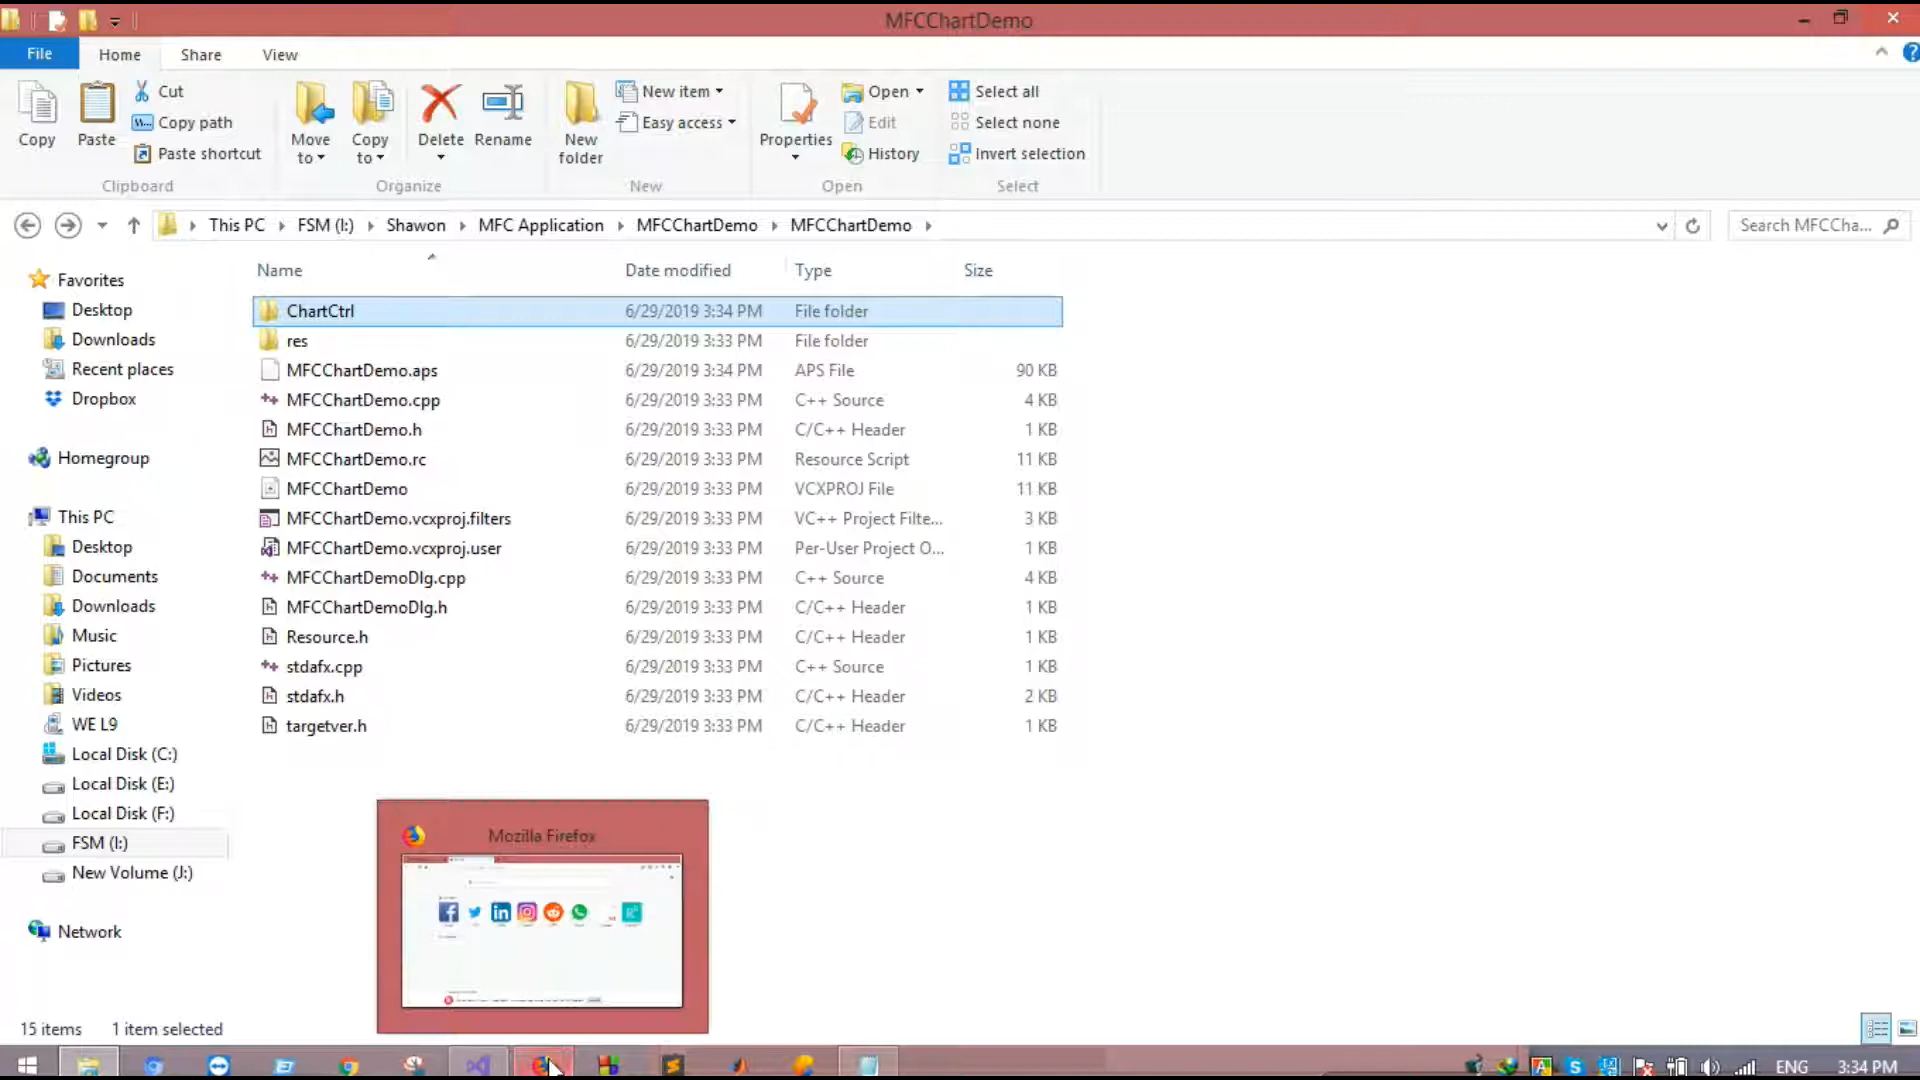 MFCChartDemo
File Home Share View
Copy
Paste
Cut
Copy path
Paste shortcut
Clipboard
Move to
Copy to
Delete
Rename
Organize
New folder
New item
Easy access
New
Properties
Open
Edit
History
Open
Select all
Select none
Invert selection
Select
This PC FSM (I:) Shawon MFC Application MFCChartDemo MFCChartDemo
Search MFCCha...
Name Date modified Type Size
ChartCtrl 6/29/2019 3:34 PM File folder
res 6/29/2019 3:33 PM File folder
MFCChartDemo.aps 6/29/2019 3:34 PM APS File 90 KB
MFCChartDemo.cpp 6/29/2019 3:33 PM C++ Source 4 KB
MFCChartDemo.h 6/29/2019 3:33 PM C/C++ Header 1 KB
MFCChartDemo.rc 6/29/2019 3:33 PM Resource Script 11 KB
MFCChartDemo 6/29/2019 3:33 PM VCXPROJ File 11 KB
MFCChartDemo.vcxproj.filters 6/29/2019 3:33 PM VC++ Project Filte... 3 KB
MFCChartDemo.vcxproj.user 6/29/2019 3:33 PM Per-User Project O... 1 KB
MFCChartDemoDlg.cpp 6/29/2019 3:33 PM C++ Source 4 KB
MFCChartDemoDlg.h 6/29/2019 3:33 PM C/C++ Header 1 KB
Resource.h 6/29/2019 3:33 PM C/C++ Header 1 KB
stdafx.cpp 6/29/2019 3:33 PM C++ Source 1 KB
stdafx.h 6/29/2019 3:33 PM C/C++ Header 2 KB
targetver.h 6/29/2019 3:33 PM C/C++ Header 1 KB
Favorites
Desktop
Downloads
Recent places
Dropbox
Homegroup
This PC
Desktop
Documents
Downloads
Music
Pictures
Videos
WE L9
Local Disk (C:)
Local Disk (E:)
Local Disk (F:)
FSM (I:)
New Volume (J:)
Network
Mozilla Firefox
15 items 1 item selected
ENG 3:34 PM